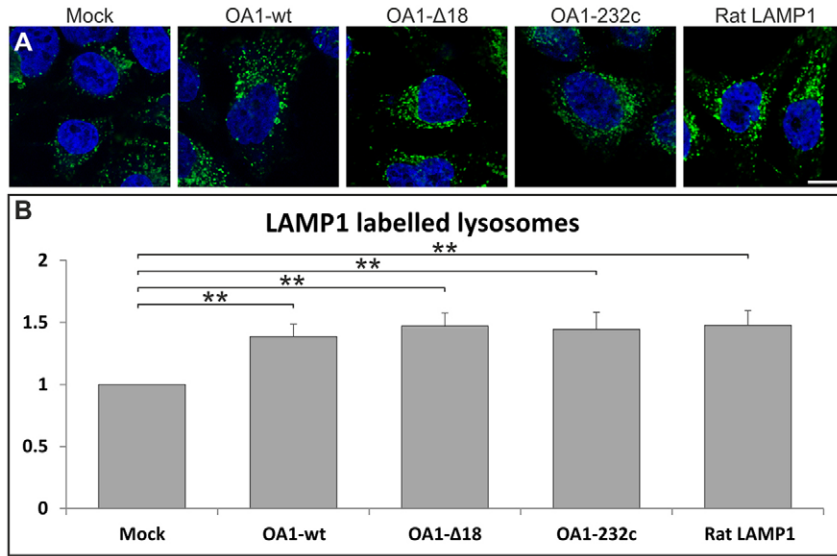 Mock OA1-wt OA1-Δ18 OA1-232c Rat LAMP1
A
B
LAMP1 labelled lysosomes
2
**
**
**
**
1.5
1
0.5
0
Mock OA1-wt OA1-Δ18 OA1-232c Rat LAMP1